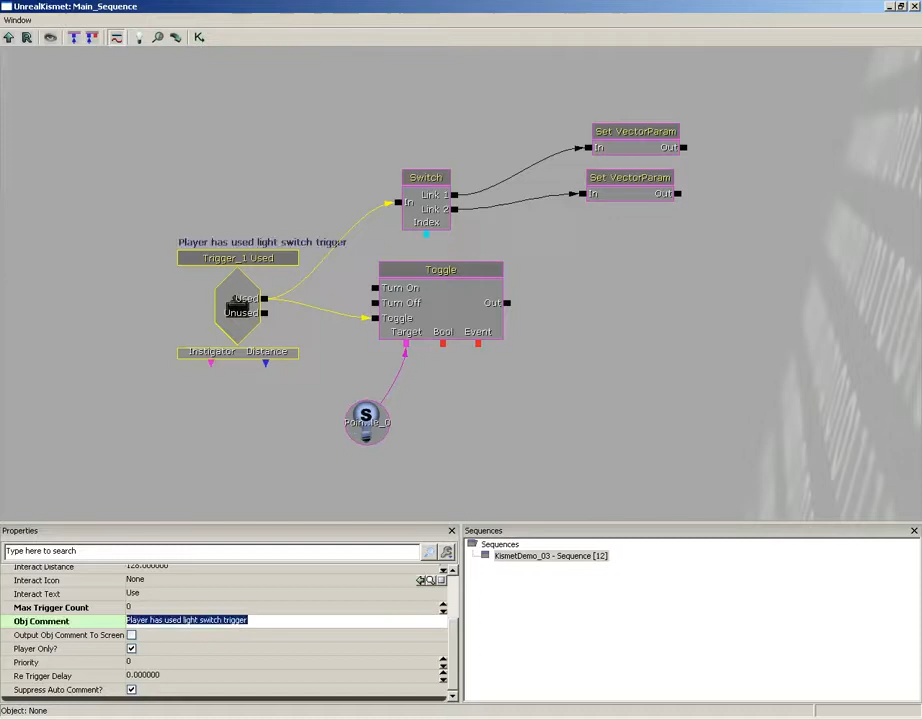 UnrealKismet: Main_Sequence
Window
Set VectorParam
In Out
Set VectorParam
In Out
Switch
In
Link 1
Link 2
Index
Player has used light switch trigger
Trigger_1 Used
Used
Unused
Instigator Distance
Toggle
Turn On
Turn Off
Out
Toggle
Target Bool Event
S
Properties
Type here to search
Interact Distance 128.000000
Interact Icon None
Interact Text Use
Max Trigger Count 0
Obj Comment Player has used light switch trigger
Output Obj Comment To Screen
Player Only?
Priority 0
Re Trigger Delay 0.000000
Suppress Auto Comment?
Sequences
Sequences
KismetDemo_03 - Sequence [12]
Object: None